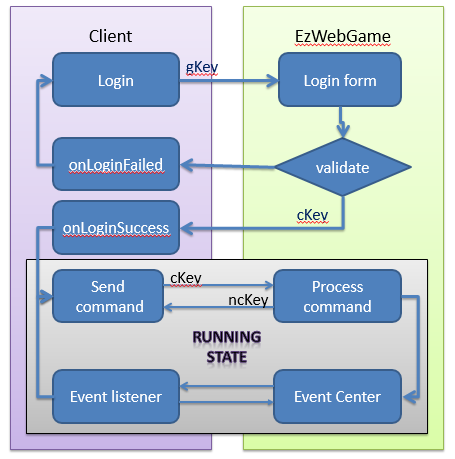 Client
EzWebGame
gKey
Login
Login form
onLoginFailed
validate
cKey
onLoginSuccess
Send
command
cKey
ncKey
Process
command
RUNNING
STATE
Event listener
Event Center